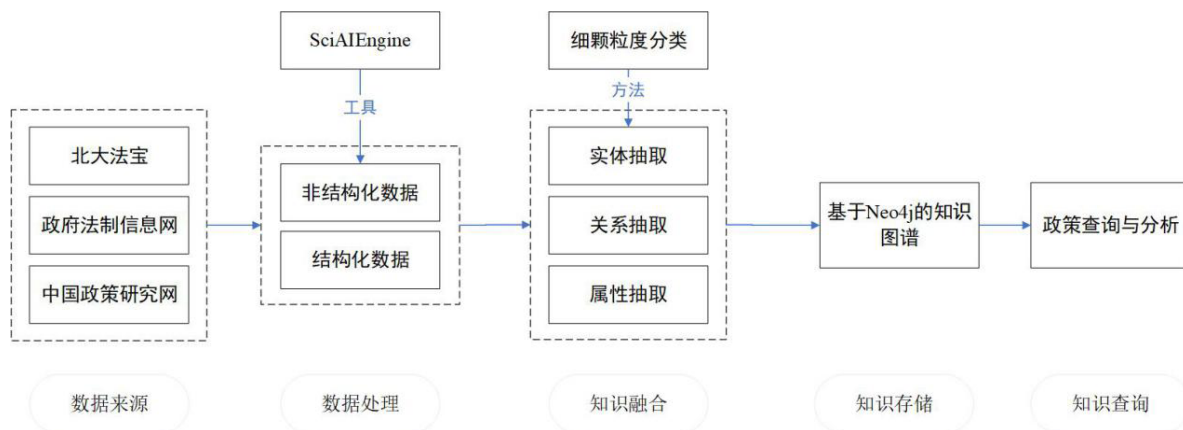 SciAIEngine
细颗粒度分类
工具
方法
北大法宝
政府法制信息网
中国政策研究网
非结构化数据
结构化数据
实体抽取
关系抽取
属性抽取
基于Neo4j的知识
图谱
政策查询与分析
数据来源
数据处理
知识融合
知识存储
知识查询